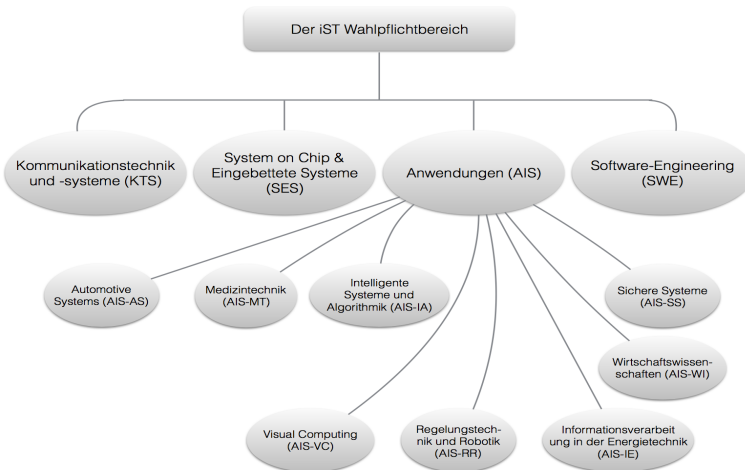 Der iST Wahlpflichtbereich
Kommunikationstechnik
und -systeme (KTS)
System on Chip &
Eingebettete Systeme
(SES)
Anwendungen (AIS)
Software-Engineering
(SWE)
Automotive
Systems (AIS-AS)
Medizintechnik
(AIS-MT)
Intelligente
Systeme und
Algorithmik (AIS-IA)
Sichere Systeme
(AIS-SS)
Wirtschaftswissen-
schaften (AIS-WI)
Visual Computing
(AIS-VC)
Regelungstech-
nik und Robotik
(AIS-RR)
Informationsverarbeit
ung in der Energietechnik
(AIS-IE)